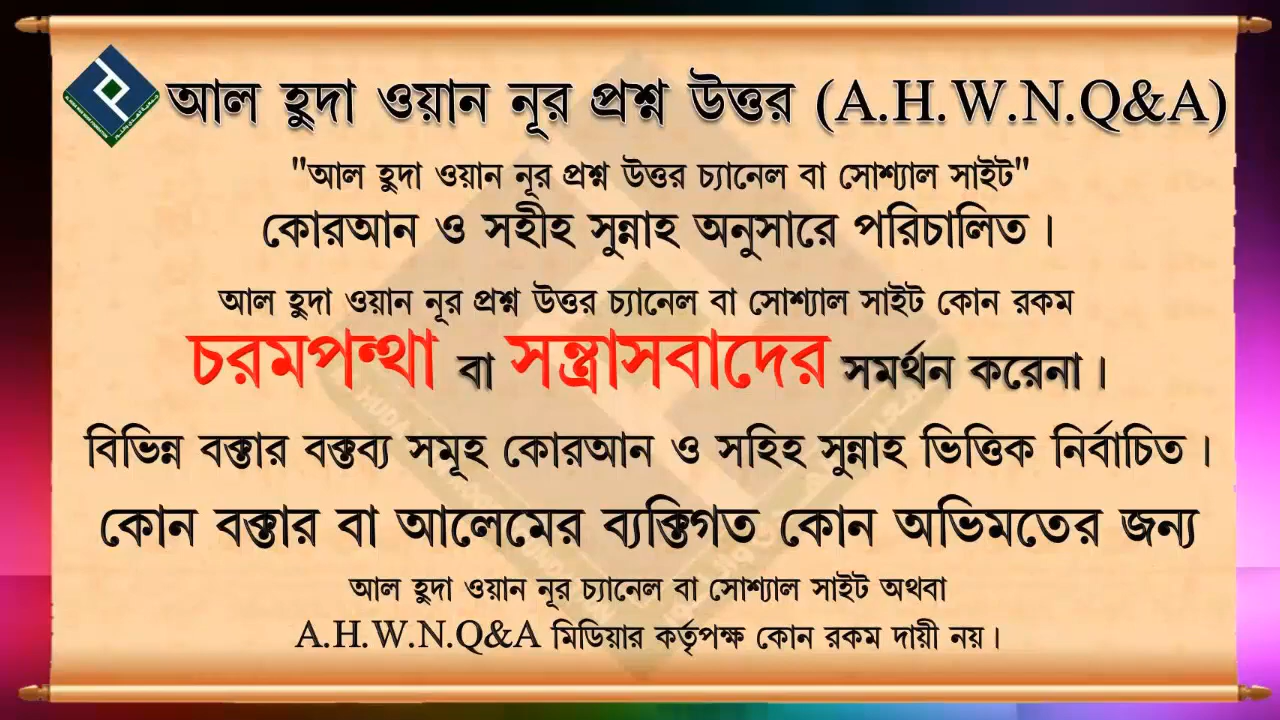 আল হুদা ওয়ান নূর প্রশ্ন উত্তর (A.H.W.N.Q&A)
"আল হুদা ওয়ান নূর প্রশ্ন উত্তর চ্যানেল বা সোশ্যাল সাইট"
কোরআন ও সহীহ সুন্নাহ অনুসারে পরিচালিত।
আল হুদা ওয়ান নূর প্রশ্ন উত্তর চ্যানেল বা সোশ্যাল সাইট কোন রকম
চরমপন্থা বা সন্ত্রাসবাদের সমর্থন করেনা।
বিভিন্ন বক্তার বক্তব্য সমূহ কোরআন ও সহিহ সুন্নাহ ভিত্তিক নির্বাচিত।
কোন বক্তার বা আলেমের ব্যক্তিগত কোন অভিমতের জন্য
আল হুদা ওয়ান নূর চ্যানেল বা সোশ্যাল সাইট অথবা
A.H.W.N.Q&A মিডিয়ার কর্তৃপক্ষ কোন রকম দায়ী নয়।